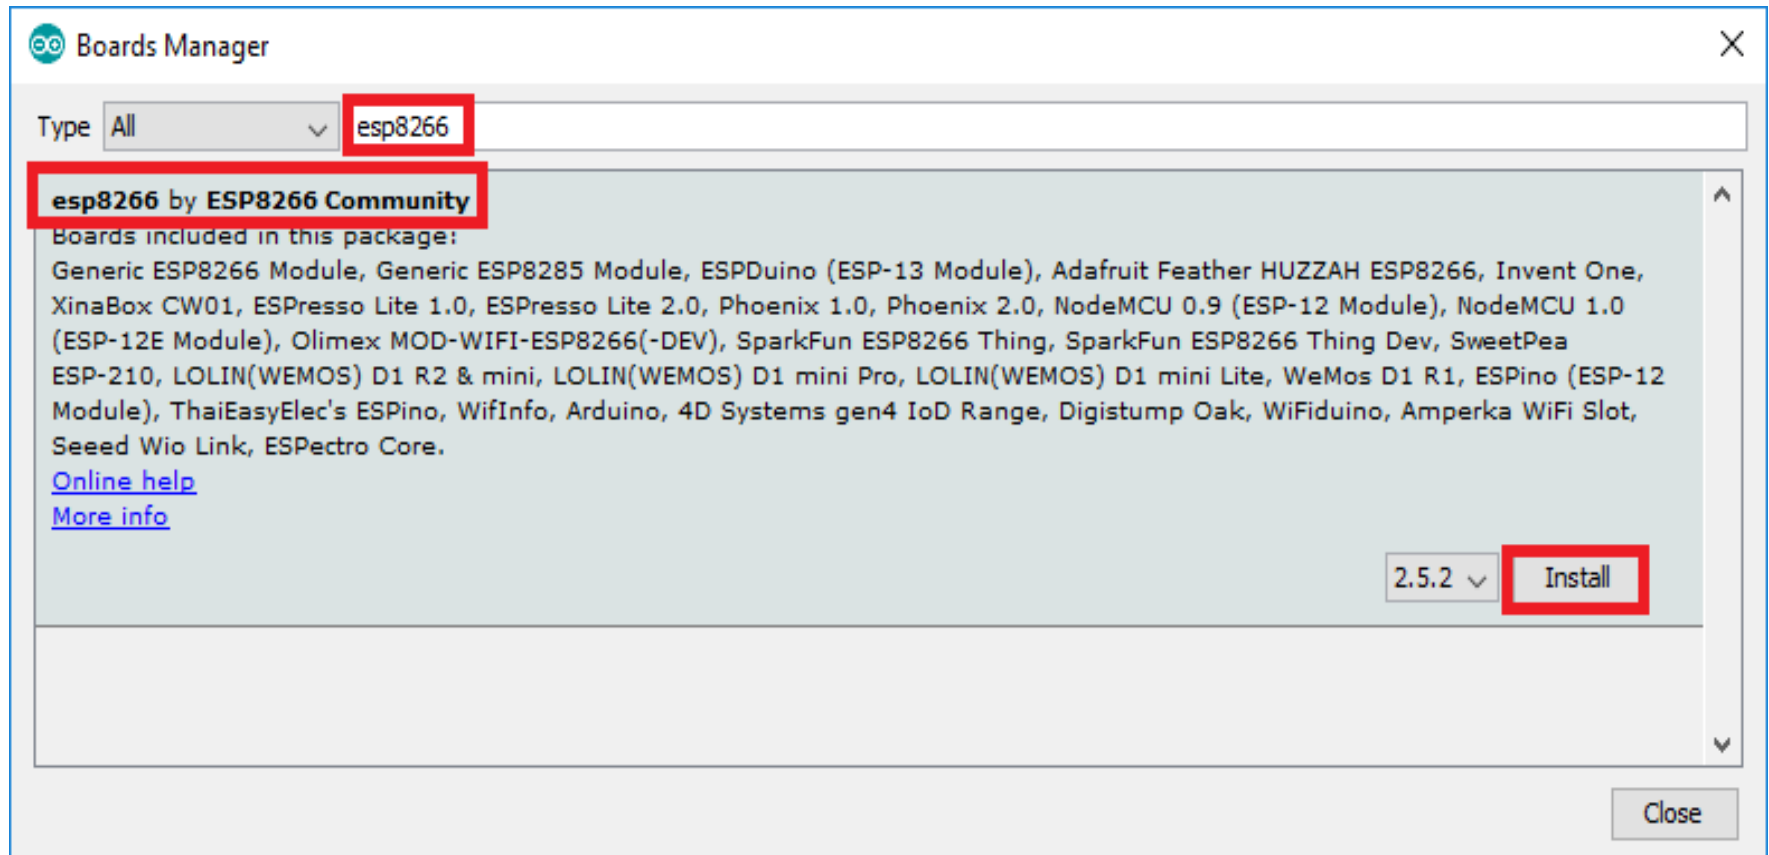 Boards Manager
Type All esp8266
esp8266 by ESP8266 Community
Boards included in this package:
Generic ESP8266 Module, Generic ESP8285 Module, ESPDuino (ESP-13 Module), Adafruit Feather HUZZAH ESP8266, Invent One,
XinaBox CW01, ESPresso Lite 1.0, ESPresso Lite 2.0, Phoenix 1.0, Phoenix 2.0, NodeMCU 0.9 (ESP-12 Module), NodeMCU 1.0
(ESP-12E Module), Olimex MOD-WIFI-ESP8266(-DEV), SparkFun ESP8266 Thing, SparkFun ESP8266 Thing Dev, SweetPea
ESP-210, LOLIN(WEMOS) D1 R2 & mini, LOLIN(WEMOS) D1 mini Pro, LOLIN(WEMOS) D1 mini Lite, WeMos D1 R1, ESPino (ESP-12
Module), ThaiEasyElec's ESPino, WifInfo, Arduino, 4D Systems gen4 IoD Range, Digistump Oak, WiFiduino, Amperka WiFi Slot,
Seeed Wio Link, ESPectro Core.
Online help
More info
2.5.2 Install
Close